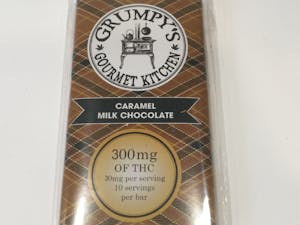 GRUMPY'S
GOURMET KITCHEN
CARAMEL
MILK CHOCOLATE
300mg
OF THC
30mg per serving
10 servings
per bar